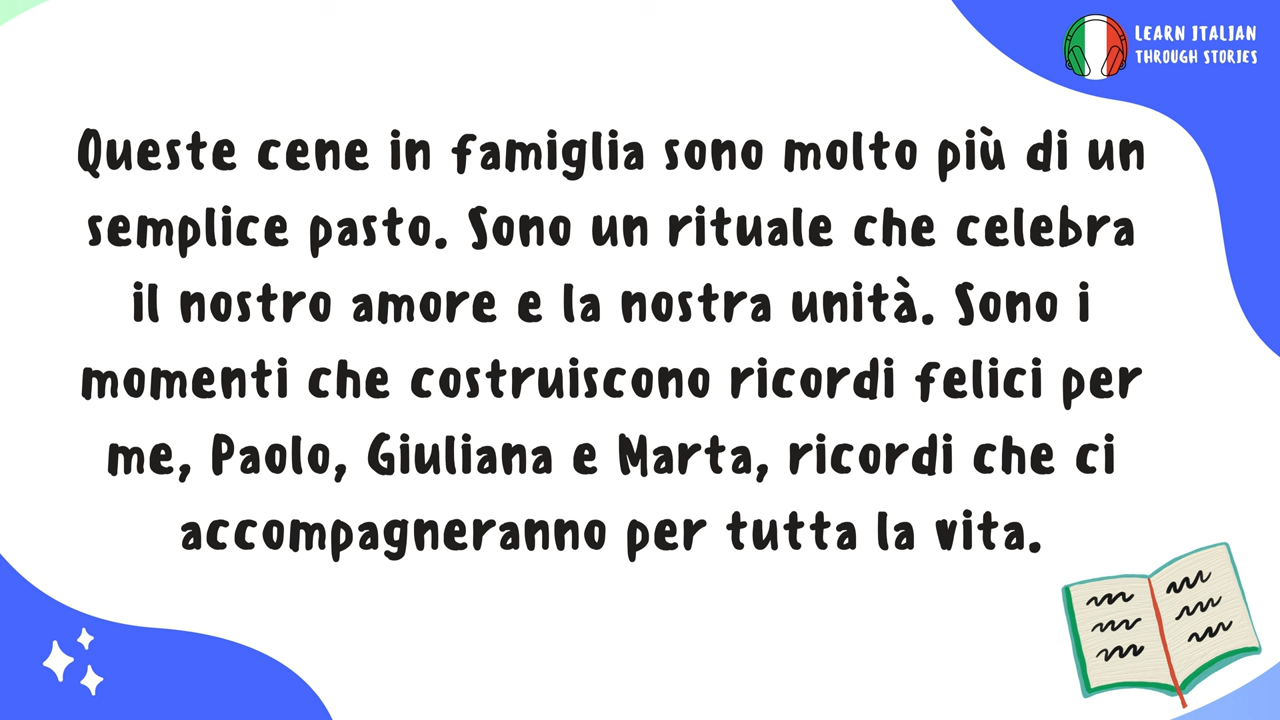 LEARN ITALIAN
THROUGH STORIES
Queste cene in famiglia sono molto più di un
semplice pasto. Sono un rituale che celebra
il nostro amore e la nostra unità. Sono i
momenti che costruiscono ricordi felici per
me, Paolo, Giuliana e Marta, ricordi che ci
accompagneranno per tutta la vita.